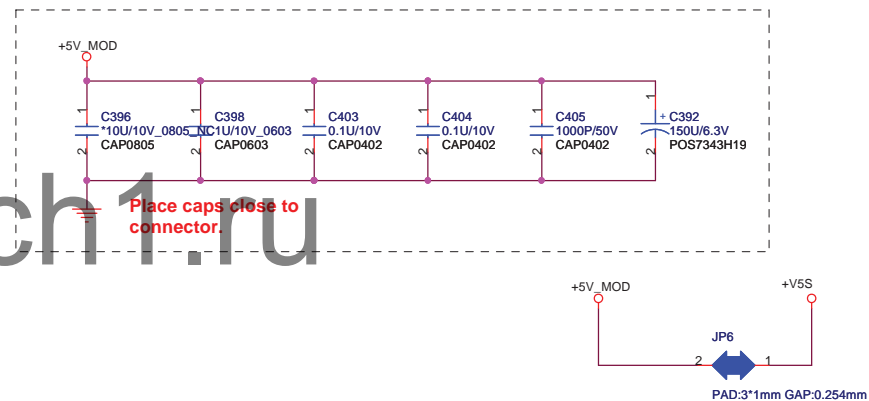 +5V_MOD
1
C396
*10U/10V_0805_NC
CAP0805
2
1
C398
1U/10V_0603
CAP0603
2
1
C403
0.1U/10V
CAP0402
2
1
C404
0.1U/10V
CAP0402
2
1
C405
1000P/50V
CAP0402
2
1
+
C392
150U/6.3V
POS7343H19
2
Place caps close to
connector.
ch1.ru
+5V_MOD
+V5S
JP6
2
1
PAD:3*1mm GAP:0.254mm